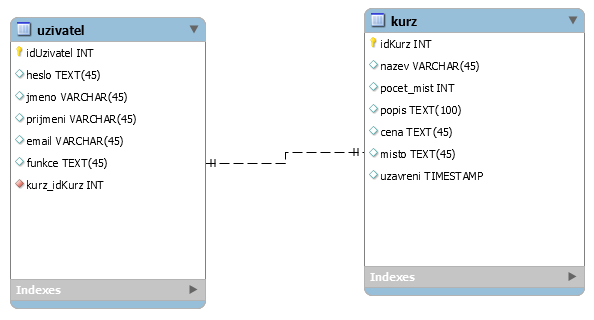 uzivatel
idUzivatel INT
heslo TEXT(45)
jmeno VARCHAR(45)
prijmeni VARCHAR(45)
email VARCHAR(45)
funkce TEXT(45)
kurz_idKurz INT
Indexes
kurz
idKurz INT
nazev VARCHAR(45)
pocet_mist INT
popis TEXT(100)
cena TEXT(45)
misto TEXT(45)
uzavreni TIMESTAMP
Indexes